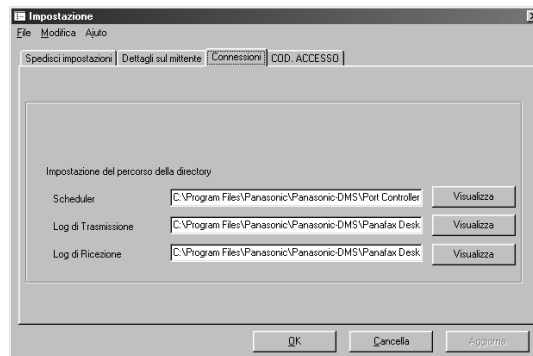 Impostazione
File Modifica Aiuto
Spedisci impostazioni Dettagli sul mittente Connessioni COD. ACCESSO
Impostazione del percorso della directory
Scheduler C:\Program Files\Panasonic\Panasonic-DMS\Port Controller Visualizza
Log di Trasmissione C:\Program Files\Panasonic\Panasonic-DMS\Panafax Desk Visualizza
Log di Ricezione C:\Program Files\Panasonic\Panasonic-DMS\Panafax Desk Visualizza
OK Cancella Aggiorna